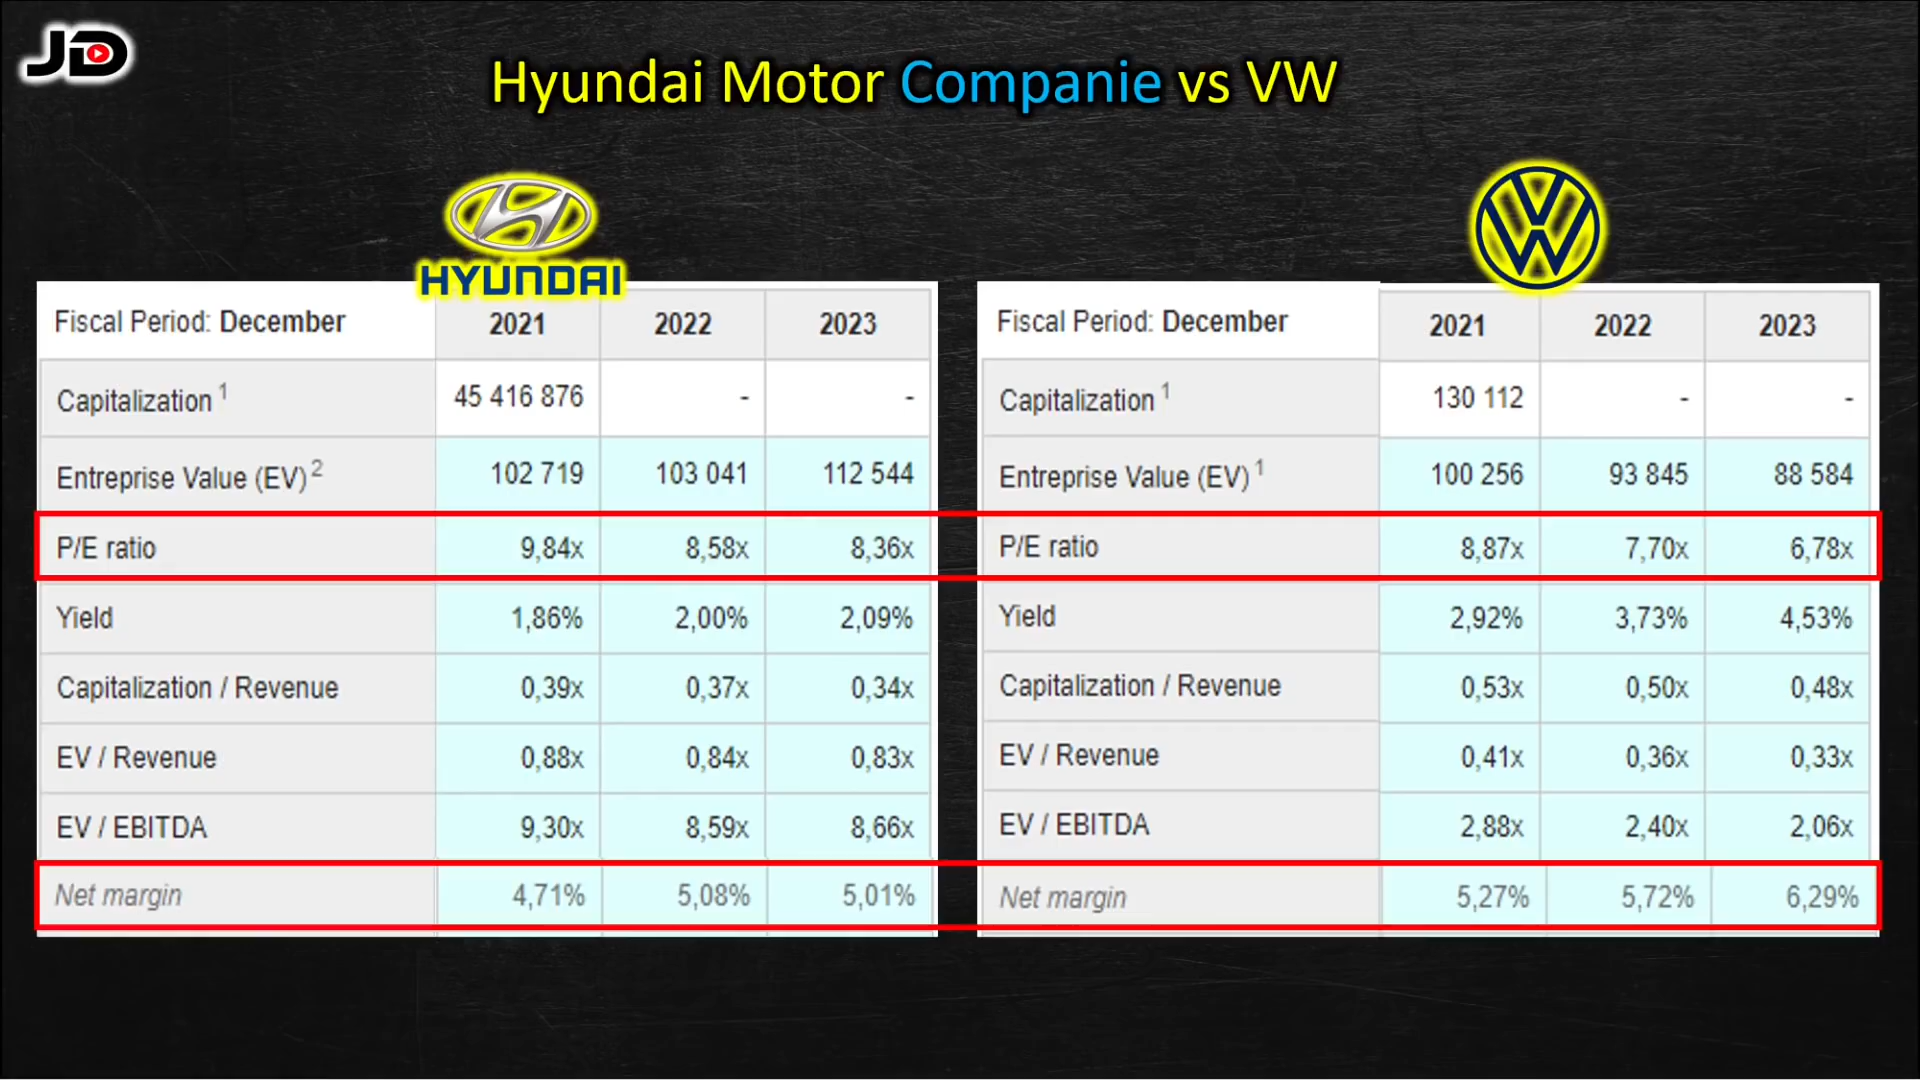 JD
Hyundai Motor Companie vs VW
HYUNDAI
Fiscal Period: December 2021 2022 2023
Capitalization 1 45 416 876 - -
Entreprise Value (EV) 2 102 719 103 041 112 544
P/E ratio 9,84x 8,58x 8,36x
Yield 1,86% 2,00% 2,09%
Capitalization / Revenue 0,39x 0,37x 0,34x
EV / Revenue 0,88x 0,84x 0,83x
EV / EBITDA 9,30x 8,59x 8,66x
Net margin 4,71% 5,08% 5,01%
VW
Fiscal Period: December 2021 2022 2023
Capitalization 1 130 112 - -
Entreprise Value (EV) 1 100 256 93 845 88 584
P/E ratio 8,87x 7,70x 6,78x
Yield 2,92% 3,73% 4,53%
Capitalization / Revenue 0,53x 0,50x 0,48x
EV / Revenue 0,41x 0,36x 0,33x
EV / EBITDA 2,88x 2,40x 2,06x
Net margin 5,27% 5,72% 6,29%